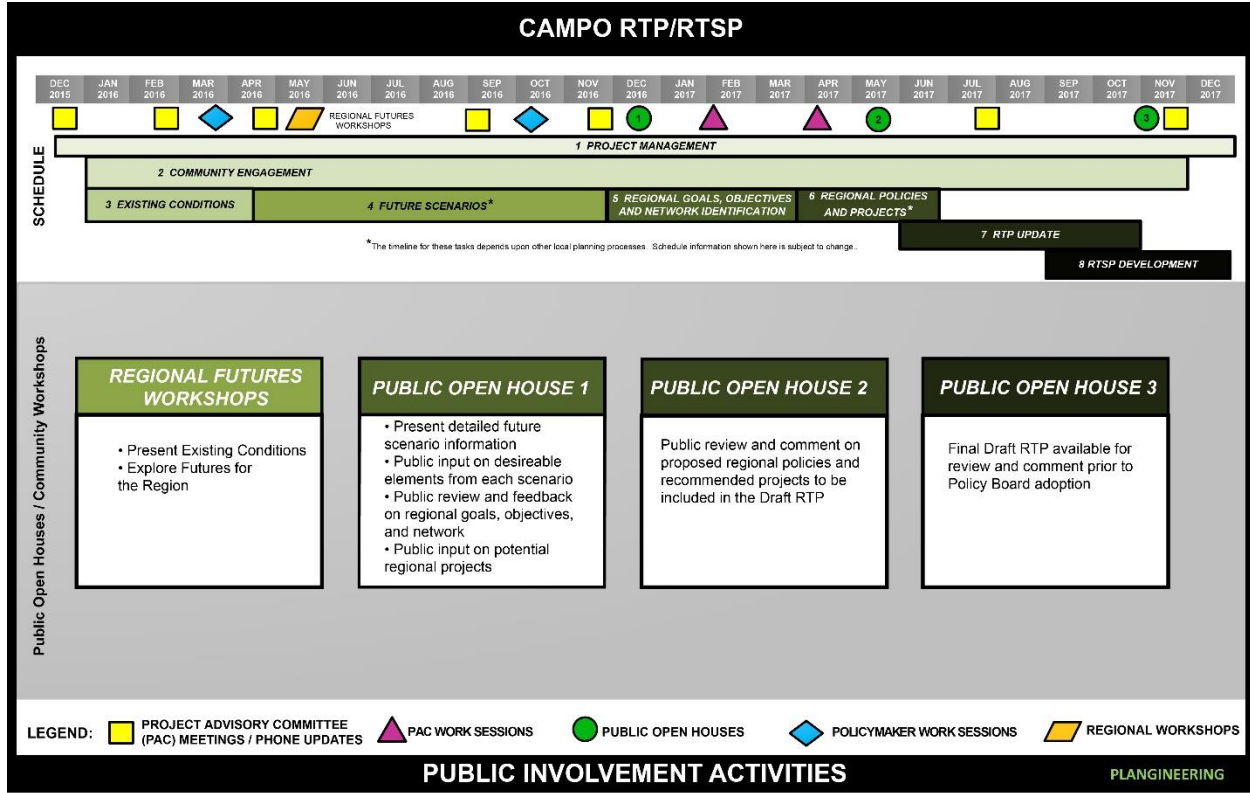 CAMPO RTP/RTSP
DEC 2015
JAN 2016
FEB 2016
MAR 2016
APR 2016
MAY 2016
JUN 2016
JUL 2016
AUG 2016
SEP 2016
OCT 2016
NOV 2016
DEC 2016
JAN 2017
FEB 2017
MAR 2017
APR 2017
MAY 2017
JUN 2017
JUL 2017
AUG 2017
SEP 2017
OCT 2017
NOV 2017
DEC 2017
REGIONAL FUTURES
WORKSHOPS
1
2
3
SCHEDULE
1 PROJECT MANAGEMENT
2 COMMUNITY ENGAGEMENT
3 EXISTING CONDITIONS
4 FUTURE SCENARIOS*
5 REGIONAL GOALS, OBJECTIVES
AND NETWORK IDENTIFICATION
6 REGIONAL POLICIES
AND PROJECTS*
*The timeline for these tasks depends upon other local planning processes. Schedule information shown here is subject to change..
7 RTP UPDATE
8 RTSP DEVELOPMENT
Public Open Houses / Community Workshops
REGIONAL FUTURES
WORKSHOPS
• Present Existing Conditions
• Explore Futures for
the Region
PUBLIC OPEN HOUSE 1
• Present detailed future
scenario information
• Public input on desireable
elements from each scenario
• Public review and feedback
on regional goals, objectives,
and network
• Public input on potential
regional projects
PUBLIC OPEN HOUSE 2
Public review and comment on
proposed regional policies and
recommended projects to be
included in the Draft RTP
PUBLIC OPEN HOUSE 3
Final Draft RTP available for
review and comment prior to
Policy Board adoption
LEGEND:
PROJECT ADVISORY COMMITTEE
(PAC) MEETINGS / PHONE UPDATES
PAC WORK SESSIONS
PUBLIC OPEN HOUSES
POLICYMAKER WORK SESSIONS
REGIONAL WORKSHOPS
PUBLIC INVOLVEMENT ACTIVITIES
PLANGINEERING